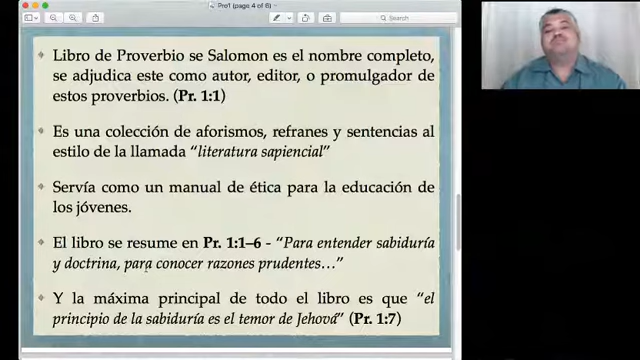 Pro1 (page 4 of 6)
Search
Libro de Proverbio se Salomon es el nombre completo,
se adjudica este como autor, editor, o promulgador de
estos proverbios. (Pr. 1:1)
Es una colección de aforismos, refranes y sentencias al
estilo de la llamada “literatura sapiencial”
Servía como un manual de ética para la educación de
los jóvenes.
El libro se resume en Pr. 1:1–6 - “Para entender sabiduría
y doctrina, para conocer razones prudentes…”
Y la máxima principal de todo el libro es que “el
principio de la sabiduría es el temor de Jehová” (Pr. 1:7)